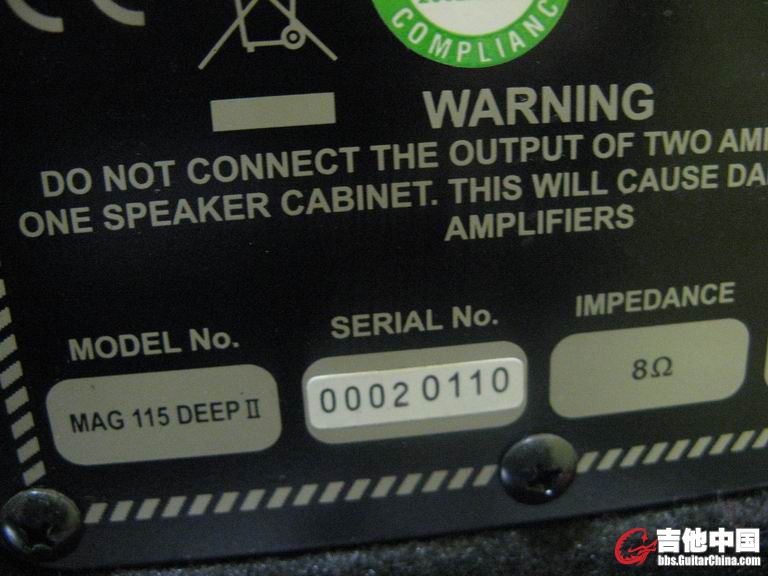 COMPLIANC
WARNING
DO NOT CONNECT THE OUTPUT OF TWO AM
ONE SPEAKER CABINET. THIS WILL CAUSE DA
AMPLIFIERS
MODEL No. SERIAL No. IMPEDANCE
MAG 115 DEEP II 00020110 8Ω
吉他中国
bbs.GuitarChina.com